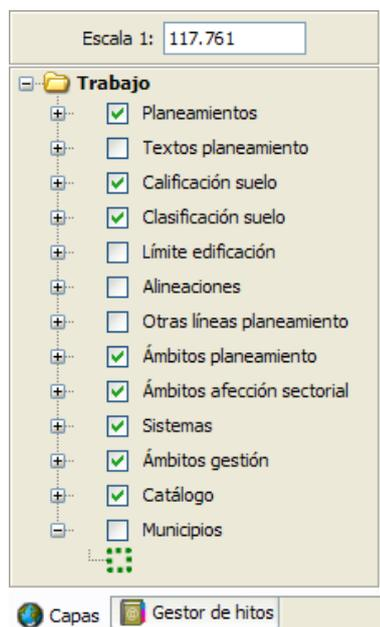 Escala 1: 117.761
Trabajo
Planeamientos
Textos planeamiento
Calificación suelo
Clasificación suelo
Límite edificación
Alineaciones
Otras líneas planeamiento
Ámbitos planeamiento
Ámbitos afección sectorial
Sistemas
Ámbitos gestión
Catálogo
Municipios
Capas Gestor de hitos